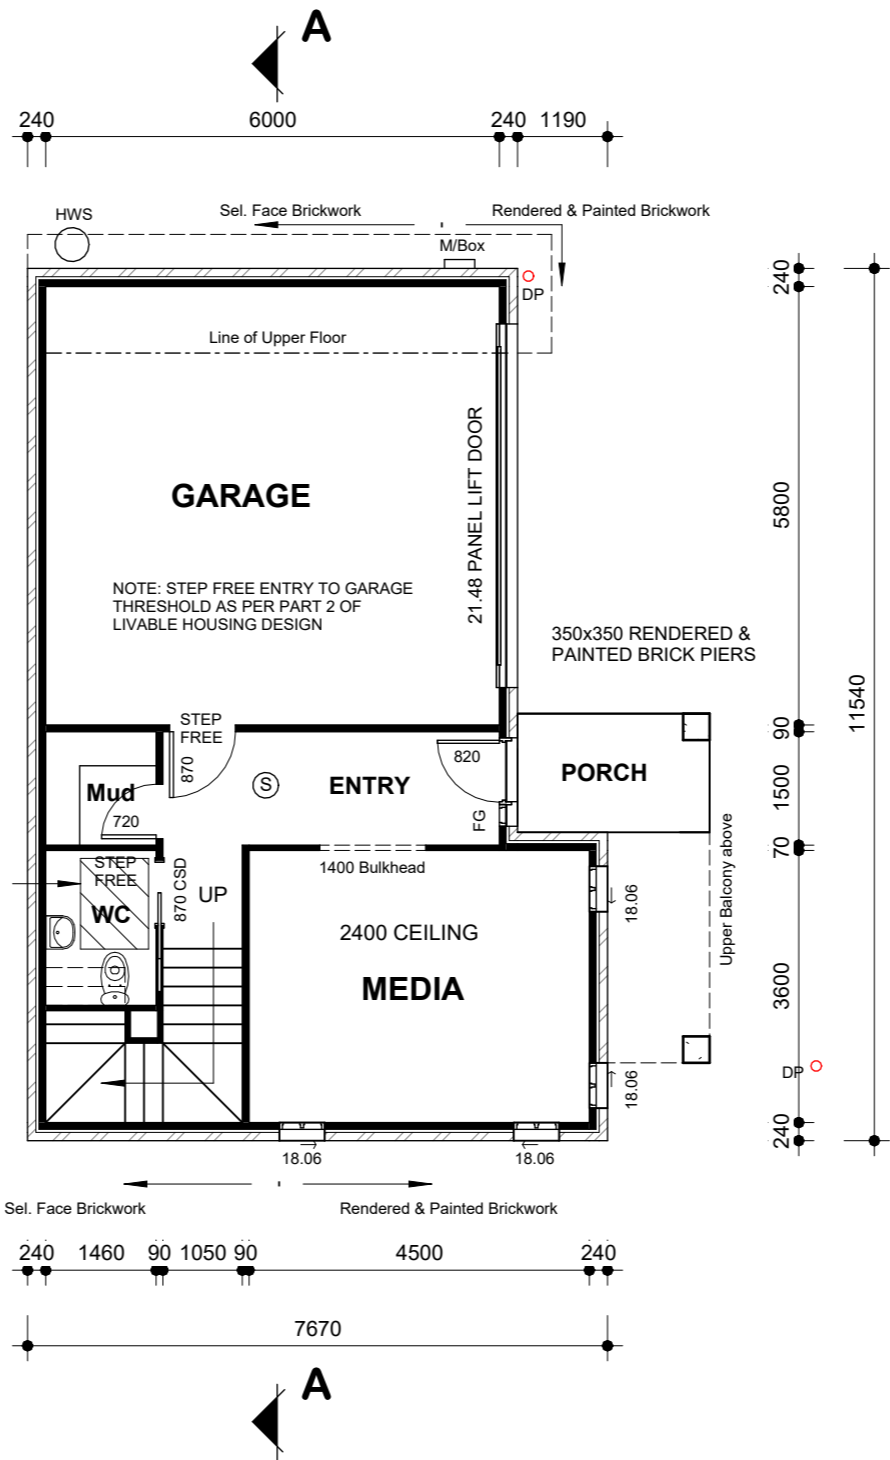 A
240 6000 240 1190
HWS
Sel. Face Brickwork
Rendered & Painted Brickwork
M/Box
DP
240
Line of Upper Floor
21.48 PANEL LIFT DOOR
GARAGE
5800
NOTE: STEP FREE ENTRY TO GARAGE
THRESHOLD AS PER PART 2 OF
LIVABLE HOUSING DESIGN
350x350 RENDERED &
PAINTED BRICK PIERS
11540
STEP
FREE
90
870
820
S
ENTRY
PORCH
Mud
1500
720
FG
70
STEP
FREE
870 CSD
1400 Bulkhead
UP
WC
18.06
Upper Balcony above
2400 CEILING
MEDIA
3600
DP
18.06
240
18.06
18.06
Sel. Face Brickwork
Rendered & Painted Brickwork
240 1460 90 1050 90 4500 240
7670
A